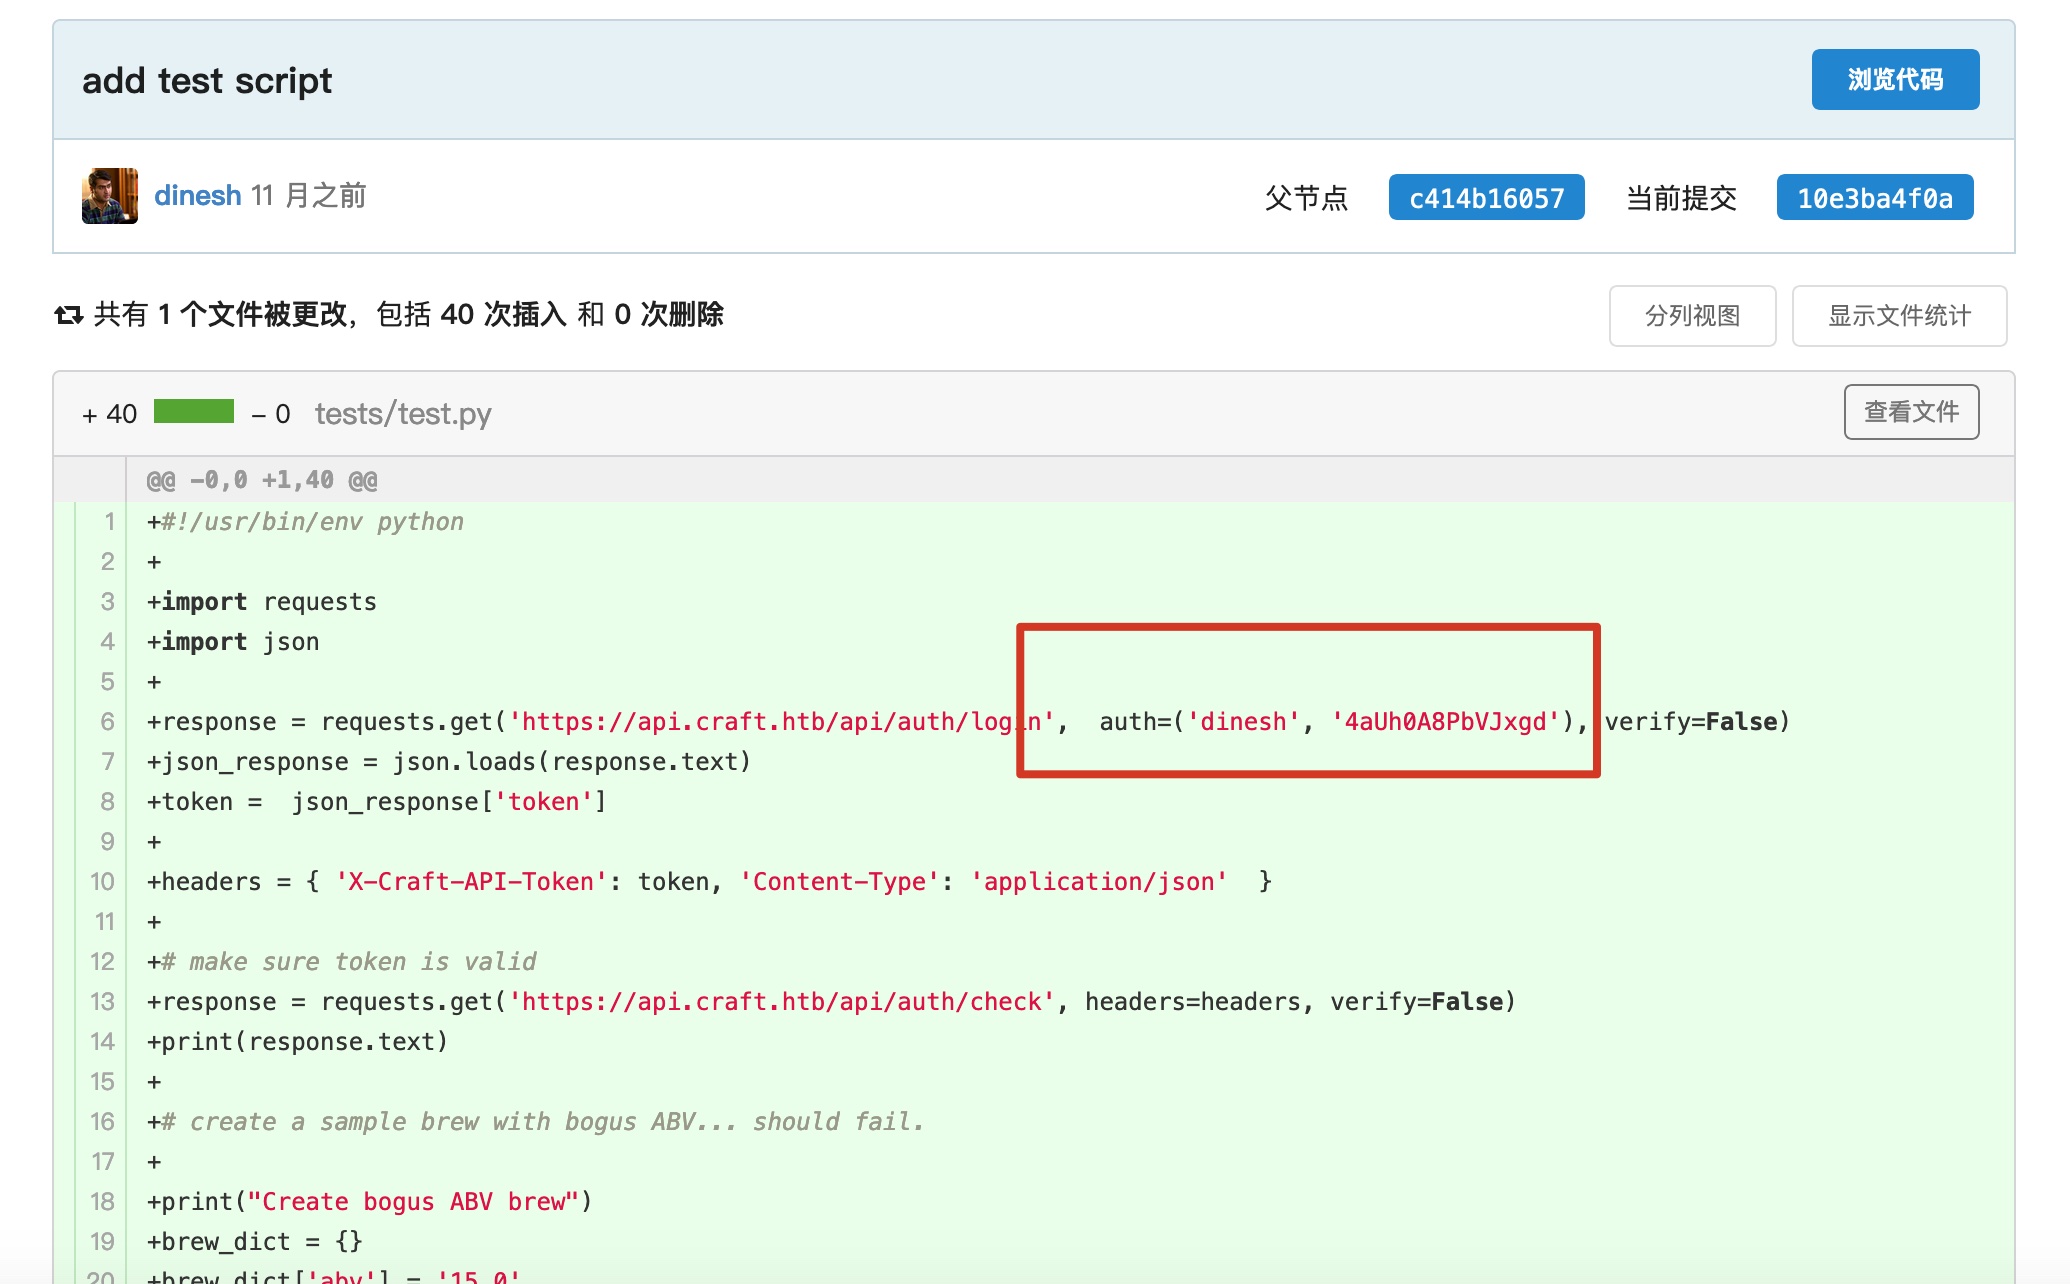 add test script
浏览代码
dinesh 11 月之前
父节点 c414b16057 当前提交 10e3ba4f0a
共有 1 个文件被更改，包括 40 次插入 和 0 次删除
分列视图
显示文件统计
+ 40 - 0 tests/test.py
查看文件
@@ -0,0 +1,40 @@
1 +#!/usr/bin/env python
2 +
3 +import requests
4 +import json
5 +
6 +response = requests.get('https://api.craft.htb/api/auth/login',  auth=('dinesh', '4aUh0A8PbVJxgd'), verify=False)
7 +json_response = json.loads(response.text)
8 +token =  json_response['token']
9 +
10 +headers = { 'X-Craft-API-Token': token, 'Content-Type': 'application/json'  }
11 +
12 +# make sure token is valid
13 +response = requests.get('https://api.craft.htb/api/auth/check', headers=headers, verify=False)
14 +print(response.text)
15 +
16 +# create a sample brew with bogus ABV... should fail.
17 +
18 +print("Create bogus ABV brew")
19 +brew_dict = {}
20 +brew_dict['abv'] = '15.0'